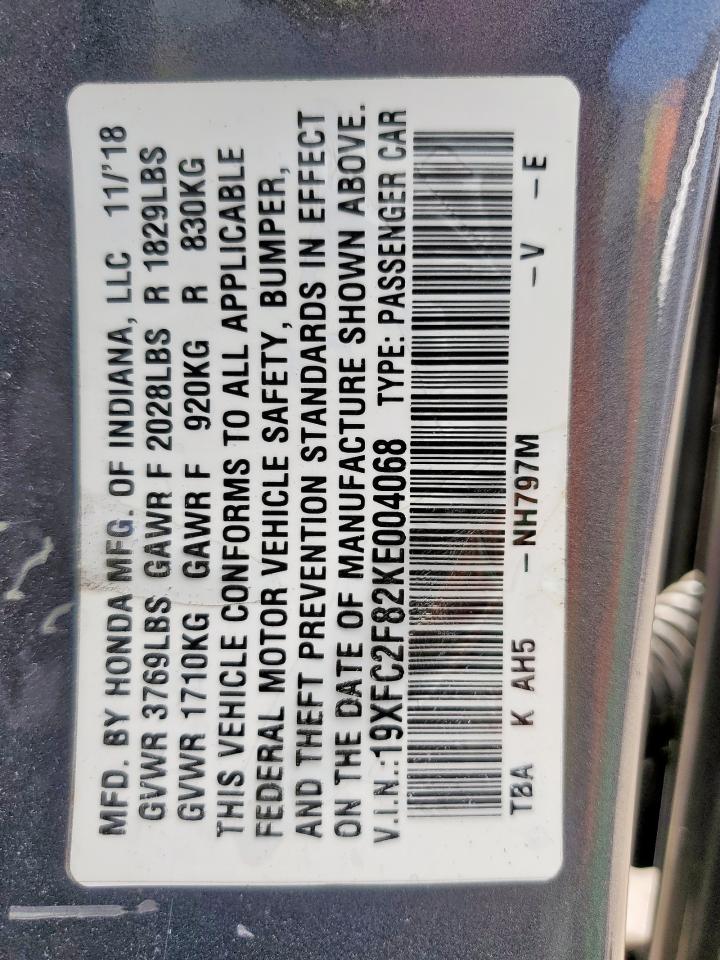 MFD. BY HONDA MFG. OF INDIANA, LLC 11/'18
GVWR 3769LBS GAWR F 2028LBS R 1829LBS
GVWR 1710KG GAWR F 920KG R 830KG
THIS VEHICLE CONFORMS TO ALL APPLICABLE
FEDERAL MOTOR VEHICLE SAFETY, BUMPER,
AND THEFT PREVENTION STANDARDS IN EFFECT
ON THE DATE OF MANUFACTURE SHOWN ABOVE.
V.I.N.:19XFC2F82KE004068 TYPE: PASSENGER CAR
TBA K AH5 -NH797M -V -E